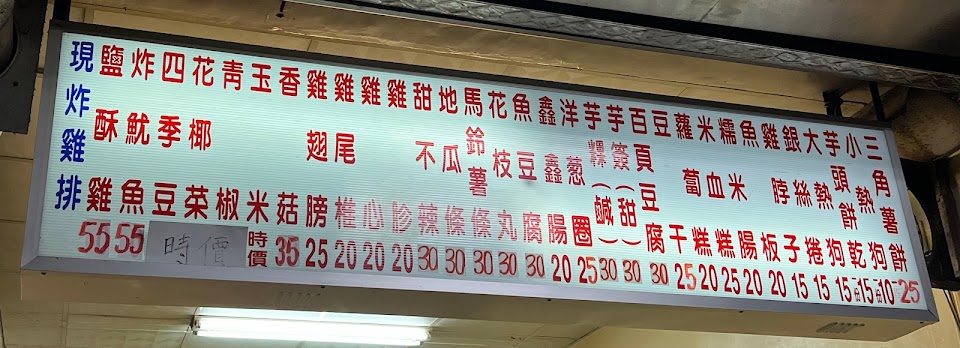 現炸雞排
鹽酥雞 55
炸魷魚 55
四季豆
花椰菜
青椒
時價
玉米 時價
香菇 35
雞翅膀 25
雞尾椎 20
雞心 20
雞胗 20
甜不辣 30
地瓜條 30
馬鈴薯條 30
花枝丸 30
魚豆腐 30
鑫鑫腸 20
洋蔥圈 25
芋粿(鹹) 30
芋簽(甜) 30
百頁豆腐 30
豆干 25
蘿蔔糕 20
米血糕 25
糯米腸 20
魚板 20
雞脖子 15
銀絲捲 15
大熱狗 15
芋頭餅乾 15
小熱狗 10
三角薯餅 25